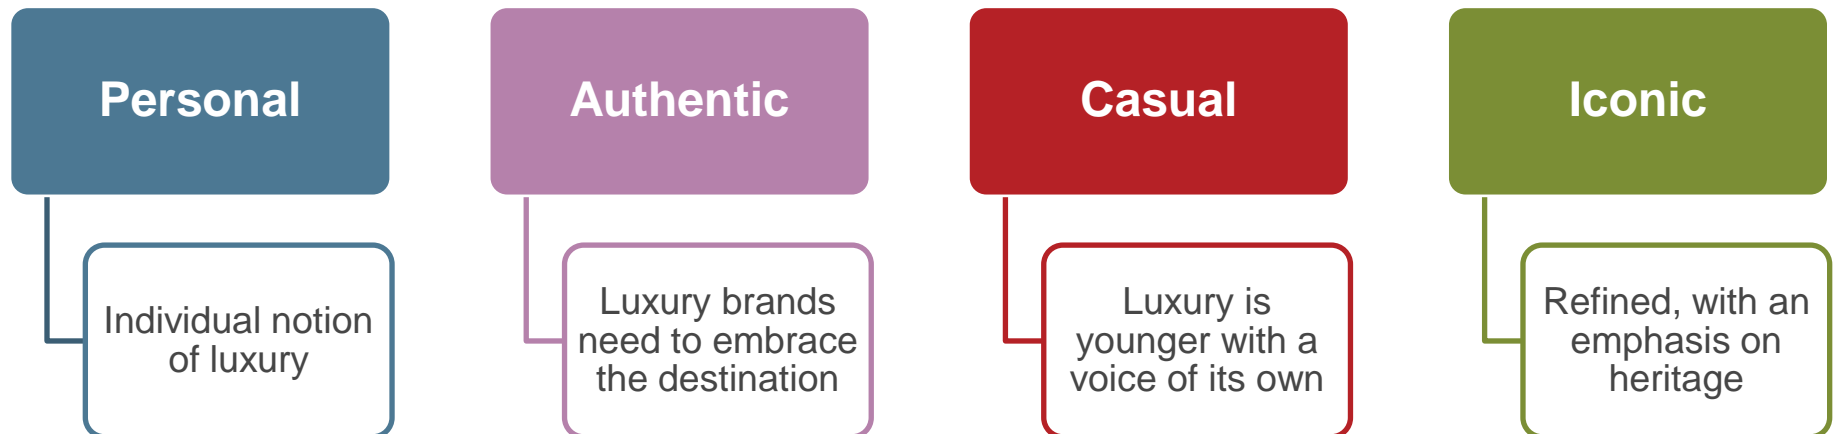 Personal
Individual notion
of luxury
Authentic
Luxury brands
need to embrace
the destination
Casual
Luxury is
younger with a
voice of its own
Iconic
Refined, with an
emphasis on
heritage